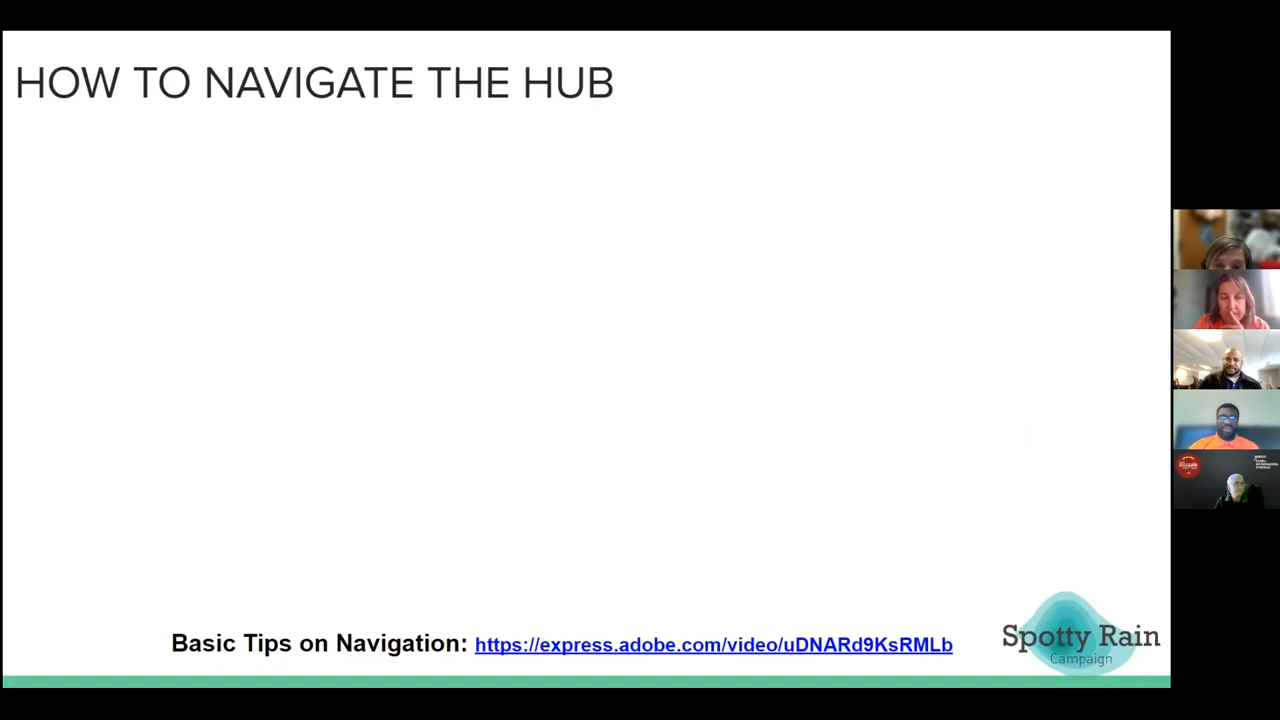 HOW TO NAVIGATE THE HUB
Basic Tips on Navigation: https://express.adobe.com/video/uDNARd9KsRMLb
Spotty Rain
Campaign